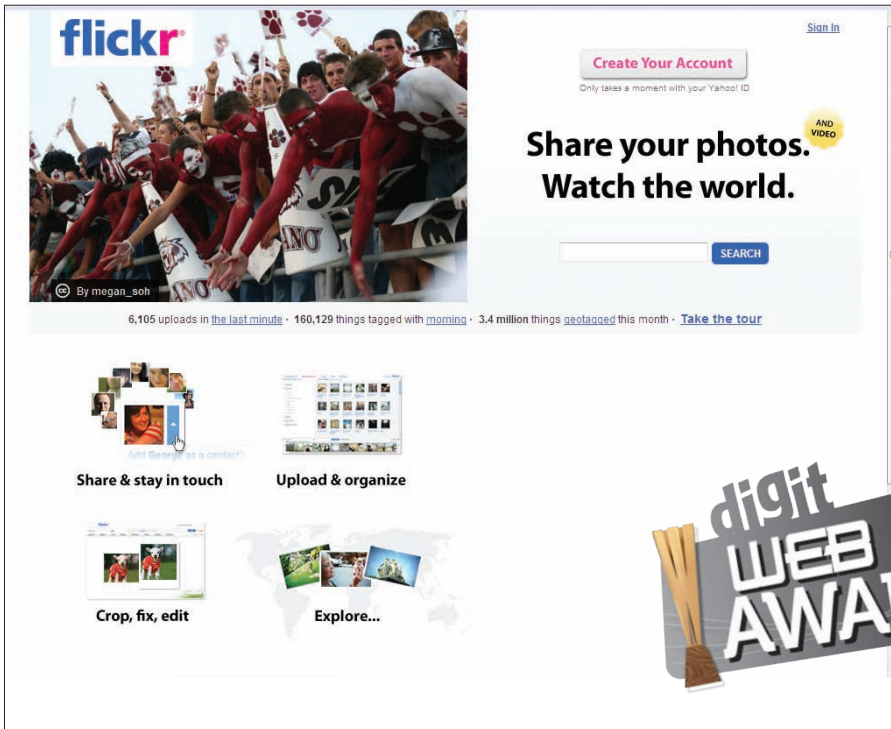 flickr
Sign In
Create Your Account
Only takes a moment with your Yahoo! ID
AND
VIDEO
Share your photos.
Watch the world.
SEARCH
By megan_soh
6,105 uploads in the last minute · 160,129 things tagged with morning · 3.4 million things geotagged this month · Take the tour
Add George as a contact?
Share & stay in touch
Upload & organize
Crop, fix, edit
Explore...
digit
WEB